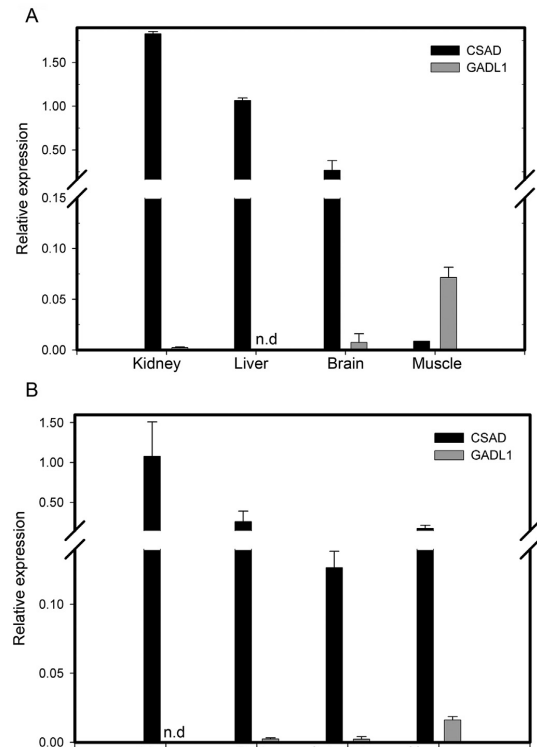 A
CSAD
GADL1
Relative expression
1.50
1.00
0.50
0.15
0.10
0.05
0.00
n.d
Kidney Liver Brain Muscle
B
CSAD
GADL1
Relative expression
1.50
1.00
0.50
0.10
0.05
0.00
n.d